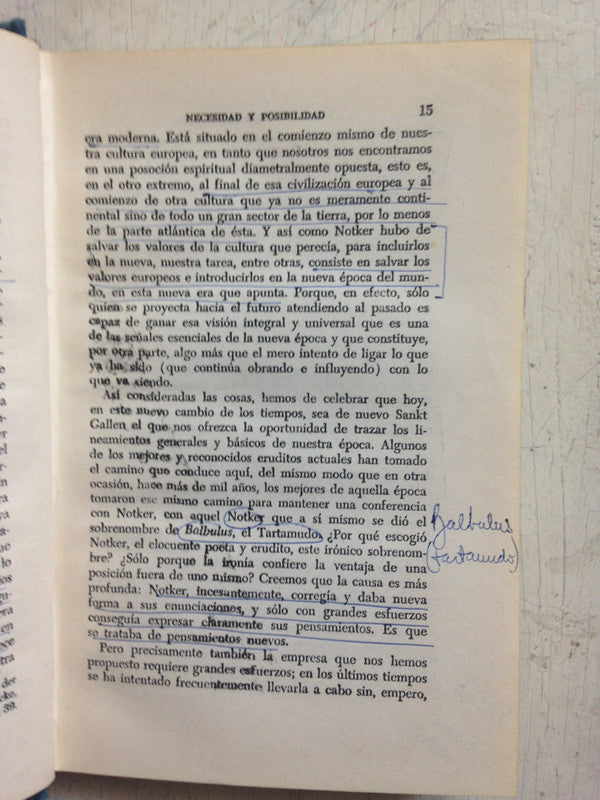 NECESIDAD Y POSIBILIDAD 15
era moderna. Está situado en el comienzo mismo de nues-
tra cultura europea, en tanto que nosotros nos encontramos
en una posoción espiritual diametralmente opuesta, esto es,
en el otro extremo, al final de esa civilización europea y al
comienzo de otra cultura que ya no es meramente conti-
nental sino de todo un gran sector de la tierra, por lo menos
de la parte atlántica de ésta. Y así como Notker hubo de
salvar los valores de la cultura que perecía, para incluirlos
en la nueva, nuestra tarea, entre otras, consiste en salvar los
valores europeos e introducirlos en la nueva época del mun-
do, en esta nueva era que apunta. Porque, en efecto, sólo
quien se proyecta hacia el futuro atendiendo al pasado es
capaz de ganar esa visión integral y universal que es una
de las señales esenciales de la nueva época y que constituye,
por otra parte, algo más que el mero intento de ligar lo que
ya ha sido (que continúa obrando e influyendo) con lo
que va siendo.
Así consideradas las cosas, hemos de celebrar que hoy,
en este nuevo cambio de los tiempos, sea de nuevo Sankt
Gallen el que nos ofrezca la oportunidad de trazar los li-
neamientos generales y básicos de nuestra época. Algunos
de los mejores y reconocidos eruditos actuales han tomado
el camino que conduce aquí, del mismo modo que en otra
ocasión, hace más de mil años, los mejores de aquella época
tomaron ese mismo camino para mantener una conferencia
con Notker, con aquel Notker que a sí mismo se dió el
sobrenombre de Balbulus, el Tartamudo. ¿Por qué escogió
Notker, el elocuente poeta y erudito, este irónico sobrenom-
bre? ¿Sólo porque la ironía confiere la ventaja de una
posición fuera de uno mismo? Creemos que la causa es más
profunda: Notker, incesantemente, corregía y daba nueva
forma a sus enunciaciones, y sólo con grandes esfuerzos
conseguía expresar claramente sus pensamientos. Es que
se trataba de pensamientos nuevos.
Pero precisamente también la empresa que nos hemos
propuesto requiere grandes esfuerzos; en los últimos tiempos
se ha intentado frecuentemente llevarla a cabo sin, empero,
Balbulus
(tartamudo)
der
cke.
39.